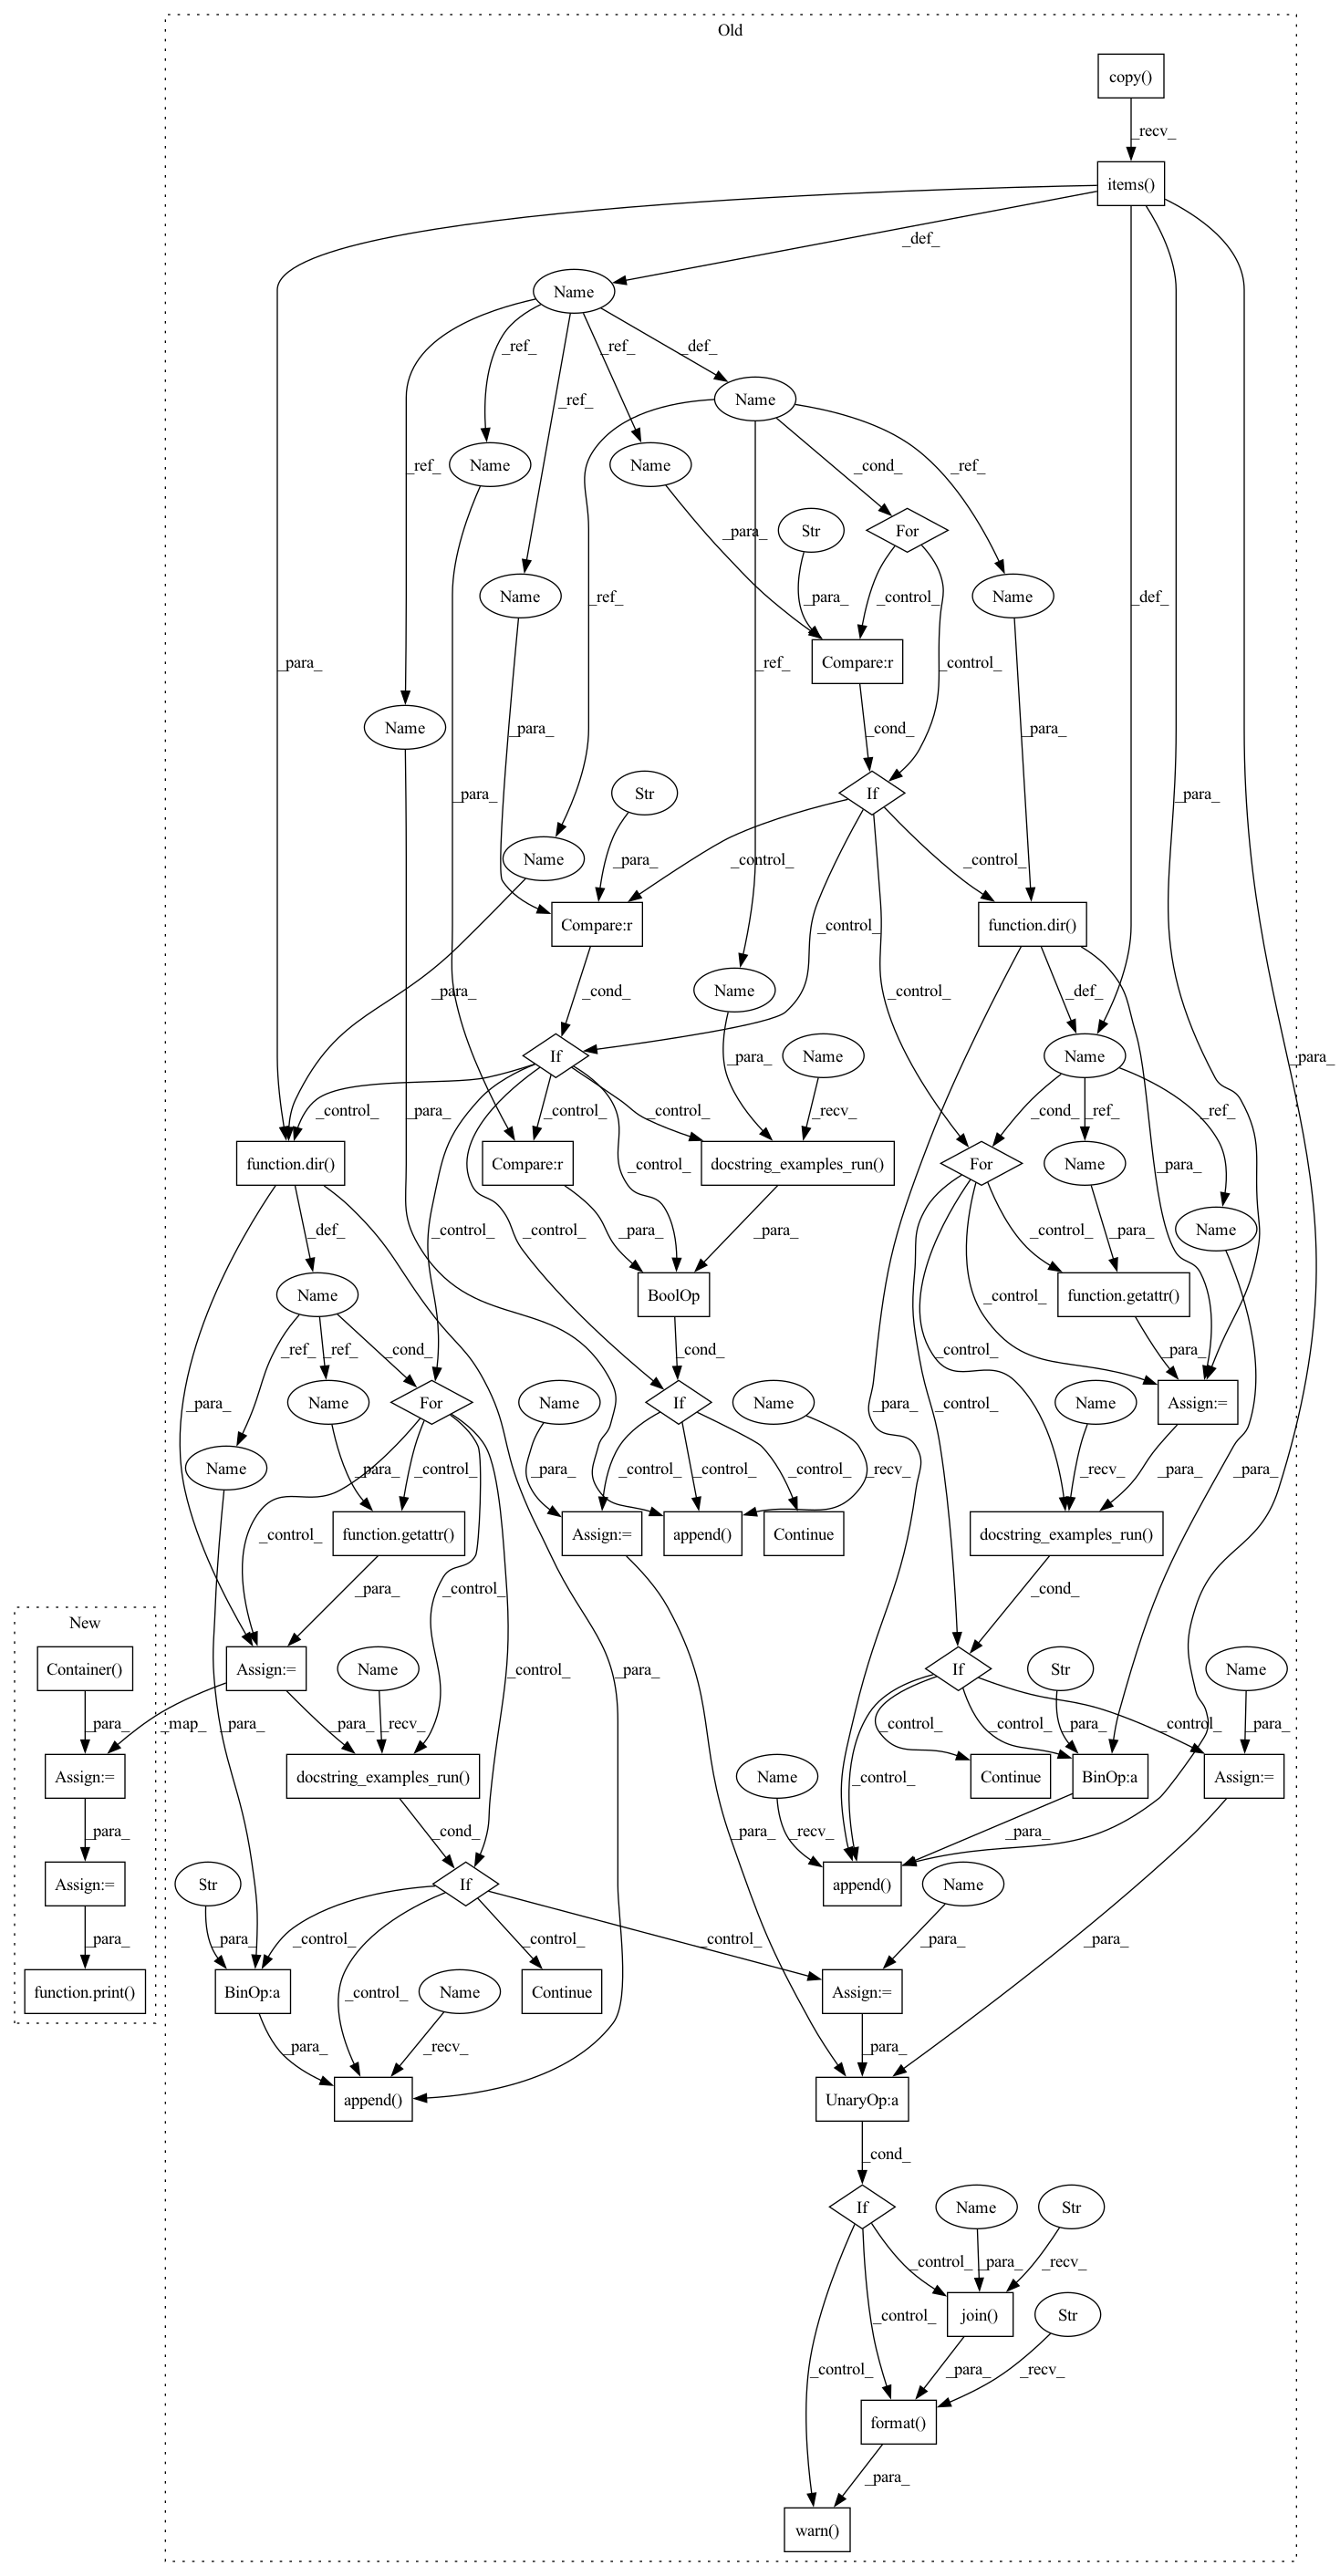 Old
copy()
_recv_
items()
_def_
Name
_ref_ _ref_ _def_
Name
_ref_ _cond_ _ref_
_ref_ Name Name
Str For
_para_
Name Name
_def_
_para_ _control_
_ref_
Compare:r
_para_ _ref_ _control_
Name
_para_ _cond_ _para_
Str If
_para_ _para_
Name
_para_ _control_ _control_
Compare:r function.dir()
_control_
Name
_para_ _cond_ _control_ _def_
If Name Name
_para_ _para_
_control_ _control_ _control_ _recv_ _cond_ _ref_ _ref_
function.dir() Compare:r docstring_examples_run() For Name
_control_ _para_
Name
_def_ _control_ _control_ _para_ _para_ _control_ _para_
Name BoolOp function.getattr()
_ref_ _ref_ _cond_ _cond_ _control_ _control_ _para_
_para_ Name For Name If Name _para_ _control_ Name Assign:=
Name _para_ _control_ _para_ _control_ _control_ _control_ _recv_ _recv_ _para_ _para_
function.getattr() Assign:= append() Continue docstring_examples_run()
_control_ _para_ _control_ _cond_
New
Container() Assign:= Name _control_ _para_ If Str Name
_para_ _map_ _para_ _para_ _recv_ _control_ _control_ _para_ _control_ _para_
Assign:= docstring_examples_run() Name Continue BinOp:a Assign:=
_para_ _cond_ _para_ _recv_ _control_ _para_
Assign:= Str If append() Name
_para_ _para_ _control_ _control_ _control_ _para_ _para_
function.print() BinOp:a Name Continue Assign:=
_control_
_para_ _recv_ _para_
append() UnaryOp:a
_cond_
If Name Str
_control_ _para_ _recv_
join() Str
_control_
_control_ _para_ _recv_
format()
_para_
warn()